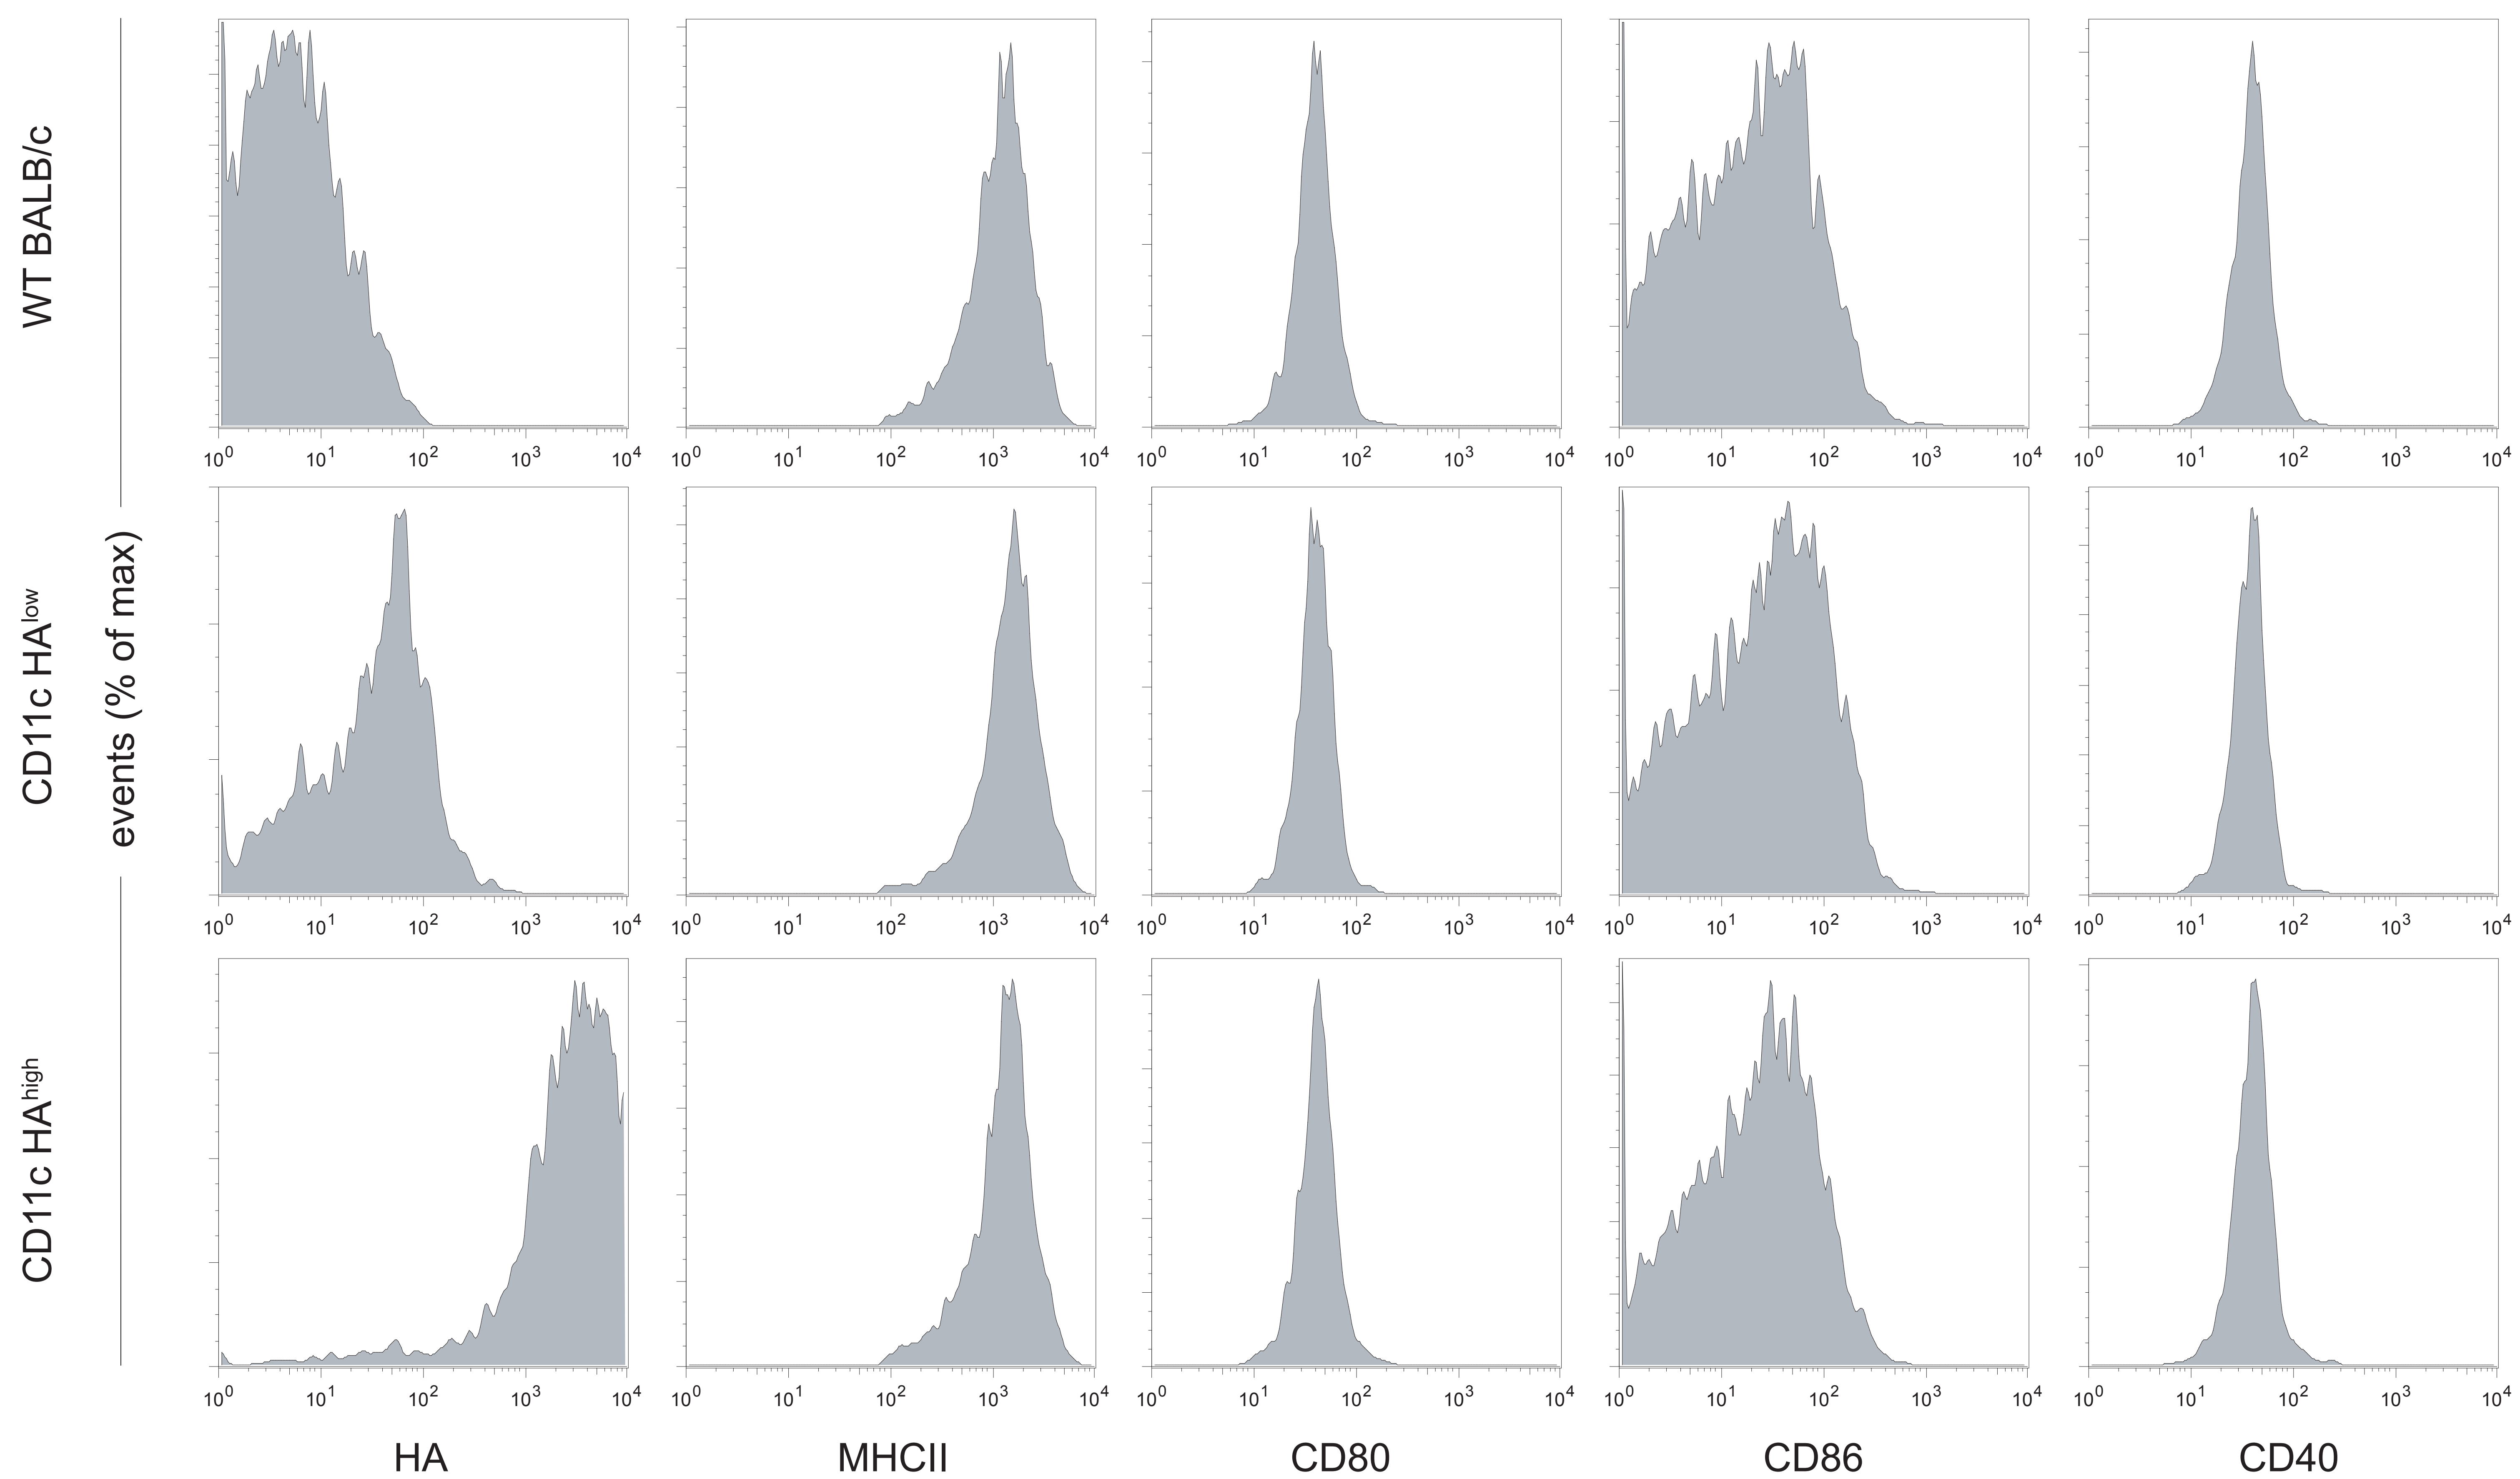 WT BALB/c
10⁰ 10¹ 10² 10³ 10⁴ 10⁰ 10¹ 10² 10³ 10⁴ 10⁰ 10¹ 10² 10³ 10⁴ 10⁰ 10¹ 10² 10³ 10⁴ 10⁰ 10¹ 10² 10³ 10⁴
events (% of max)
CD11c HAlow
10⁰ 10¹ 10² 10³ 10⁴ 10⁰ 10¹ 10² 10³ 10⁴ 10⁰ 10¹ 10² 10³ 10⁴ 10⁰ 10¹ 10² 10³ 10⁴ 10⁰ 10¹ 10² 10³ 10⁴
CD11c HAhigh
10⁰ 10¹ 10² 10³ 10⁴ 10⁰ 10¹ 10² 10³ 10⁴ 10⁰ 10¹ 10² 10³ 10⁴ 10⁰ 10¹ 10² 10³ 10⁴ 10⁰ 10¹ 10² 10³ 10⁴
HA MHCII CD80 CD86 CD40